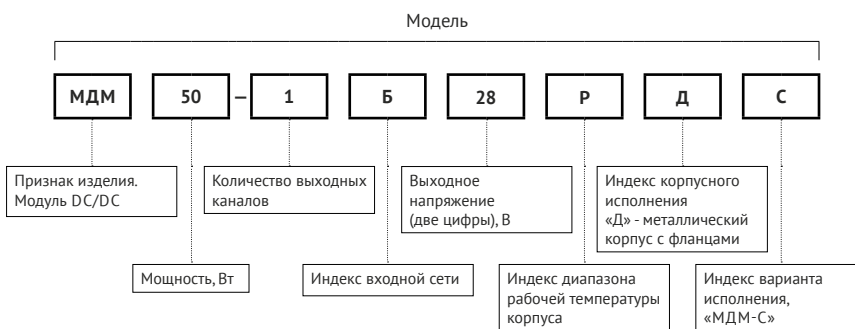 Модель
МДМ 50 – 1 Б 28 Р Д С
Признак изделия.
Модуль DC/DC
Количество выходных
каналов
Выходное
напряжение
(две цифры), В
Индекс корпусного
исполнения
«Д» - металлический
корпус с фланцами
Мощность, Вт
Индекс входной сети
Индекс диапазона
рабочей температуры
корпуса
Индекс варианта
исполнения,
«МДМ-С»